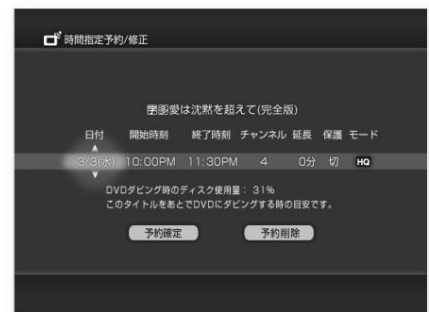 時間指定予約/修正
愛は沈黙を超えて(完全版)
日付 開始時刻 終了時刻 チャンネル 延長 保護 モード
3/3(水) 10:00PM 11:30PM 4 0分 切 HQ
DVDダビング時のディスク使用量: 31%
このタイトルをあとでDVDにダビングする時の目安です。
予約確定 予約削除